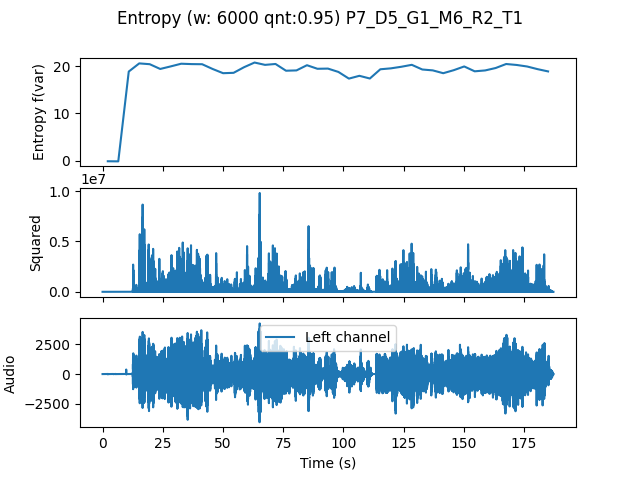 Entropy (w: 6000 qnt:0.95) P7_D5_G1_M6_R2_T1
20
10
0
Entropy f(var)
1e7
1.0
0.5
0.0
Squared
Left channel
2500
0
−2500
Audio
0 25 50 75 100 125 150 175
Time (s)